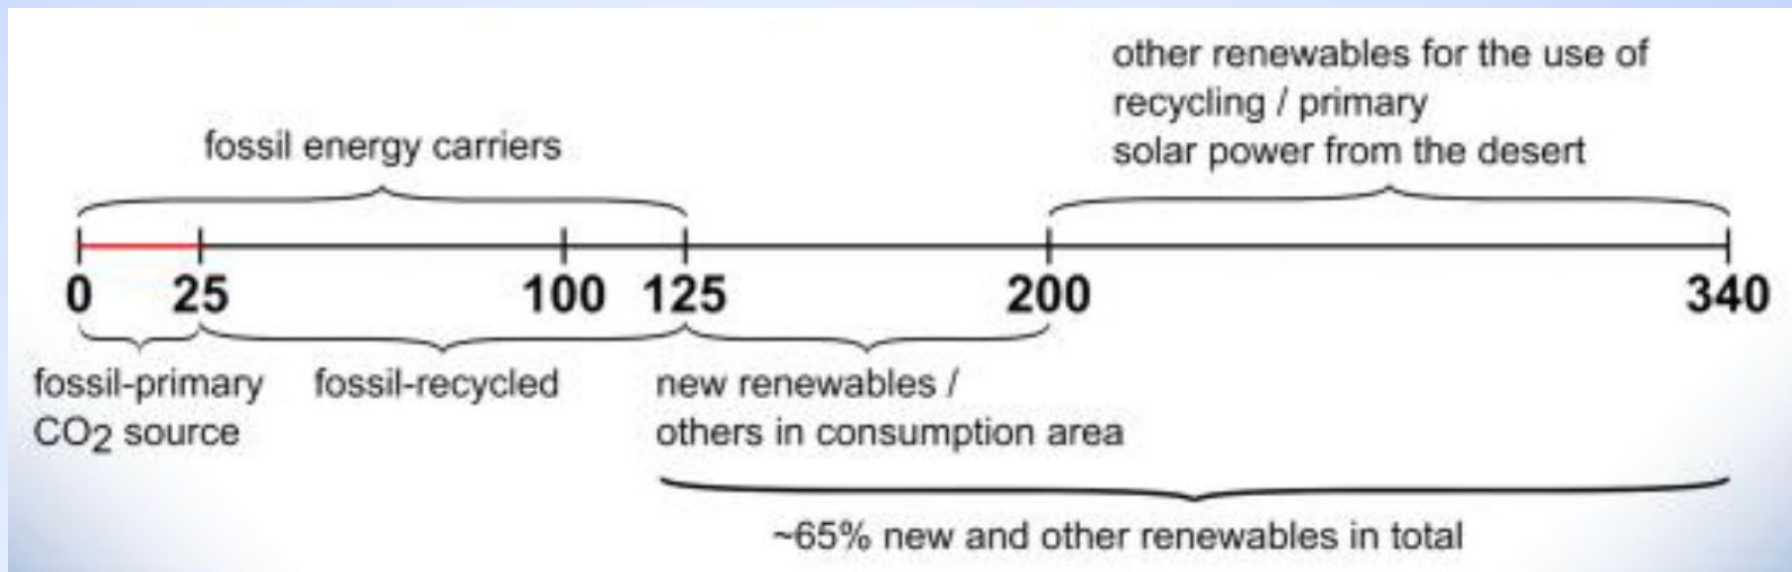 other renewables for the use of
recycling / primary
solar power from the desert
fossil energy carriers
0 25 100 125 200 340
fossil-primary
CO2 source
fossil-recycled
new renewables /
others in consumption area
~65% new and other renewables in total